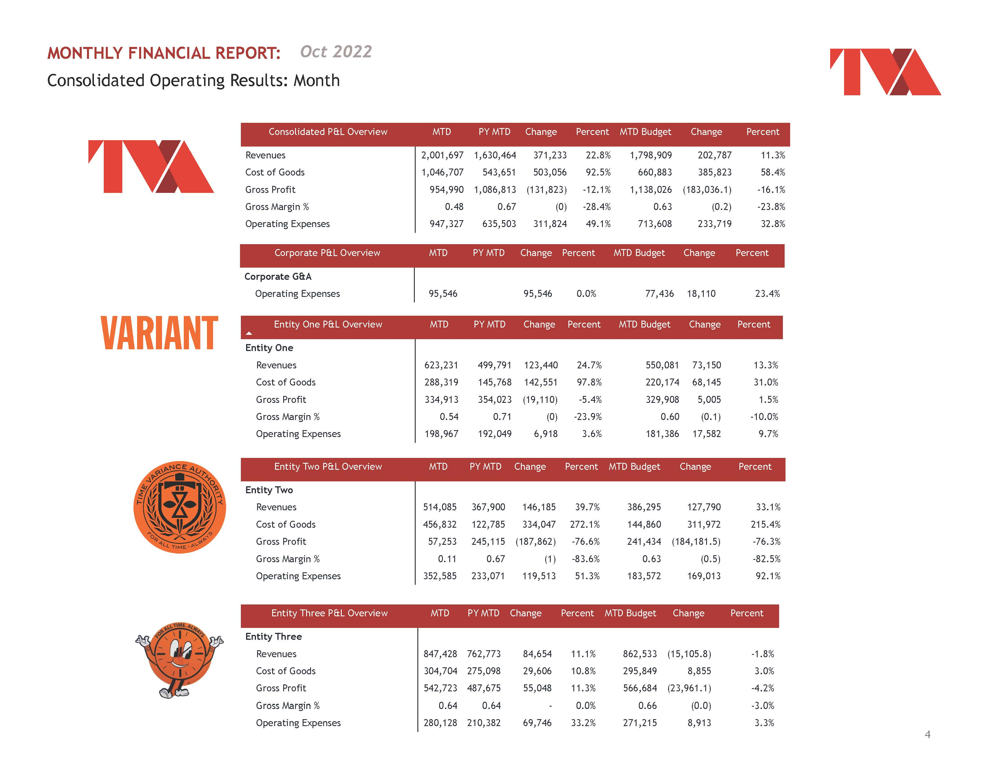 MONTHLY FINANCIAL REPORT: Oct 2022
Consolidated Operating Results: Month
TVA
TVA
Consolidated P&L Overview MTD PY MTD Change Percent MTD Budget Change Percent
Revenues 2,001,697 1,630,464 371,233 22.8% 1,798,909 202,787 11.3%
Cost of Goods 1,046,707 543,651 503,056 92.5% 660,883 385,823 58.4%
Gross Profit 954,990 1,086,813 (131,823) -12.1% 1,138,026 (183,036.1) -16.1%
Gross Margin % 0.48 0.67 (0) -28.4% 0.63 (0.2) -23.8%
Operating Expenses 947,327 635,503 311,824 49.1% 713,608 233,719 32.8%
Corporate P&L Overview MTD PY MTD Change Percent MTD Budget Change Percent
Corporate G&A
Operating Expenses 95,546 95,546 0.0% 77,436 18,110 23.4%
VARIANT
Entity One P&L Overview MTD PY MTD Change Percent MTD Budget Change Percent
Entity One
Revenues 623,231 499,791 123,440 24.7% 550,081 73,150 13.3%
Cost of Goods 288,319 145,768 142,551 97.8% 220,174 68,145 31.0%
Gross Profit 334,913 354,023 (19,110) -5.4% 329,908 5,005 1.5%
Gross Margin % 0.54 0.71 (0) -23.9% 0.60 (0.1) -10.0%
Operating Expenses 198,967 192,049 6,918 3.6% 181,386 17,582 9.7%
TIME VARIANCE AUTHORITY
FOR ALL TIME · ALWAYS
Entity Two P&L Overview MTD PY MTD Change Percent MTD Budget Change Percent
Entity Two
Revenues 514,085 367,900 146,185 39.7% 386,295 127,790 33.1%
Cost of Goods 456,832 122,785 334,047 272.1% 144,860 311,972 215.4%
Gross Profit 57,253 245,115 (187,862) -76.6% 241,434 (184,181.5) -76.3%
Gross Margin % 0.11 0.67 (1) -83.6% 0.63 (0.5) -82.5%
Operating Expenses 352,585 233,071 119,513 51.3% 183,572 169,013 92.1%
FOR ALL TIME. ALWAYS
Entity Three P&L Overview MTD PY MTD Change Percent MTD Budget Change Percent
Entity Three
Revenues 847,428 762,773 84,654 11.1% 862,533 (15,105.8) -1.8%
Cost of Goods 304,704 275,098 29,606 10.8% 295,849 8,855 3.0%
Gross Profit 542,723 487,675 55,048 11.3% 566,684 (23,961.1) -4.2%
Gross Margin % 0.64 0.64 - 0.0% 0.66 (0.0) -3.0%
Operating Expenses 280,128 210,382 69,746 33.2% 271,215 8,913 3.3%
4